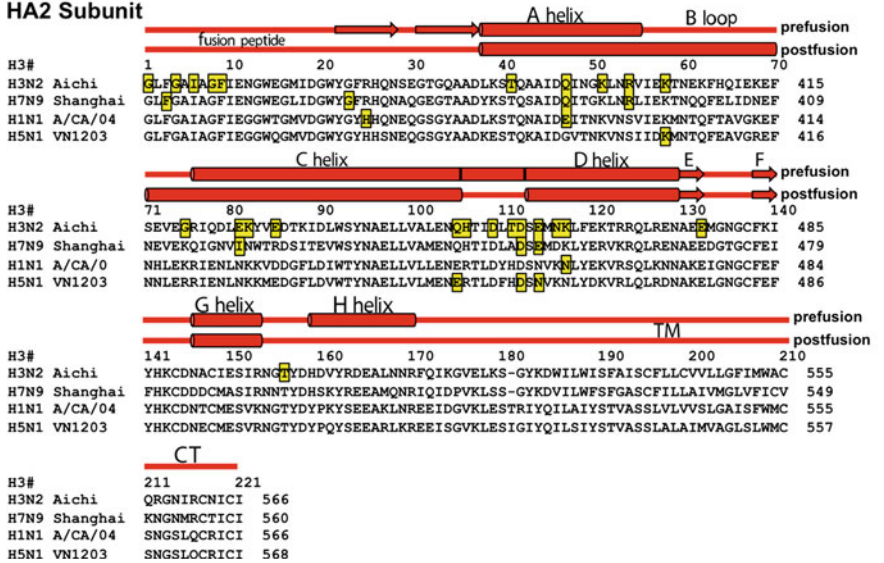 HA2 Subunit
A helix B loop
prefusion
fusion peptide
postfusion
H3# 1 10 20 30 40 50 60 70
H3N2 Aichi GLFGAIAGFIENGWEGMIDGWYGFRHQNSEGTGQAADLKSTQAAIDQINGKLNRVIEKTNEKFHQIEKEF 415
H7N9 Shanghai GLFGAIAGFIENGWEGLIDGWYGFRHQNAQGEGTAADYKSTQSAIDQITGKLNRLIEKTNQQFELIDNEF 409
H1N1 A/CA/04 GLFGAIAGFIEGGWTGMVDGWYGYHHQNEQGSGYAADLKSTQNAIDEITNKVNSVIEKMNTQFTAVGKEF 414
H5N1 VN1203 GLFGAIAGFIEGGWQGMVDGWYGYHHSNEQGSGYAADKESTQKAIDGVTNKVNSIIDKMNTQFEAVGREF 416
C helix D helix E F
prefusion
postfusion
H3# 71 80 90 100 110 120 130 140
H3N2 Aichi SEVEGRIQDLEKYVEDTKIDLWSYNAELLVALENQHTIDLTDSEMNKLFEKTRRQLRENAEEMGNGCFKI 485
H7N9 Shanghai NEVEKQIGNVINWTRDSITEVWSYNAELLVAMENQHTIDLADSEMDKLYERVKRQLRENAEEDGTGCFEI 479
H1N1 A/CA/0 NHLEKRIENLNKKVDDGFLDIWTYNAELLVLLENERTLDYHDSNVKNLYEKVRSQLKNNAKEIGNGCFEF 484
H5N1 VN1203 NNLERRIENLNKKMEDGFLDVWTYNAELLVLMENERTLDFHDSNVKNLYDKVRLQLRDNAKELGNGCFEF 486
G helix H helix
prefusion
TM
postfusion
H3# 141 150 160 170 180 190 200 210
H3N2 Aichi YHKCDNACIESIRNGTYDHDVYRDEALNNRFQIKGVELKS-GYKDWILWISFAISCFLLCVVLLGFIMWAC 555
H7N9 Shanghai FHKCDDDCMASIRNNTYDHSKYREEAMQNRIQIDPVKLSS-GYKDVILWFSFGASCFILLAIVMGLVFICV 549
H1N1 A/CA/04 YHKCDNTCMESVKNGTYDYPKYSEEAKLNREEIDGVKLESTRIYQILAIYSTVASSLVLVVSLGAISFWMC 555
H5N1 VN1203 YHKCDNECMESVRNGTYDYPQYSEEARLKREEISGVKLESIGIYQILSIYSTVASSLALAIMVAGLSLWMC 557
CT
H3# 211 221
H3N2 Aichi QRGNIRCNICI 566
H7N9 Shanghai KNGNMRCTICI 560
H1N1 A/CA/04 SNGSLQCRICI 566
H5N1 VN1203 SNGSLQCRICI 568